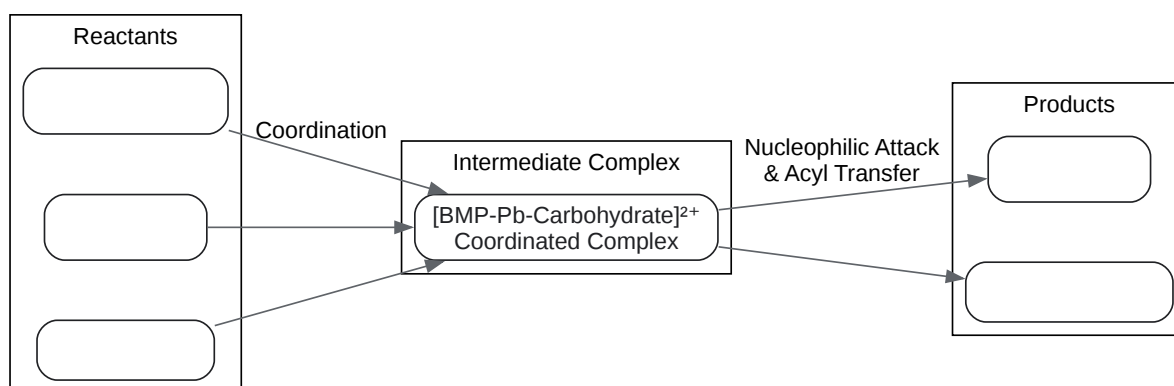 Reactants
Coordination
Intermediate Complex
[BMP-Pb-Carbohydrate]²⁺
Coordinated Complex
Nucleophilic Attack
& Acyl Transfer
Products